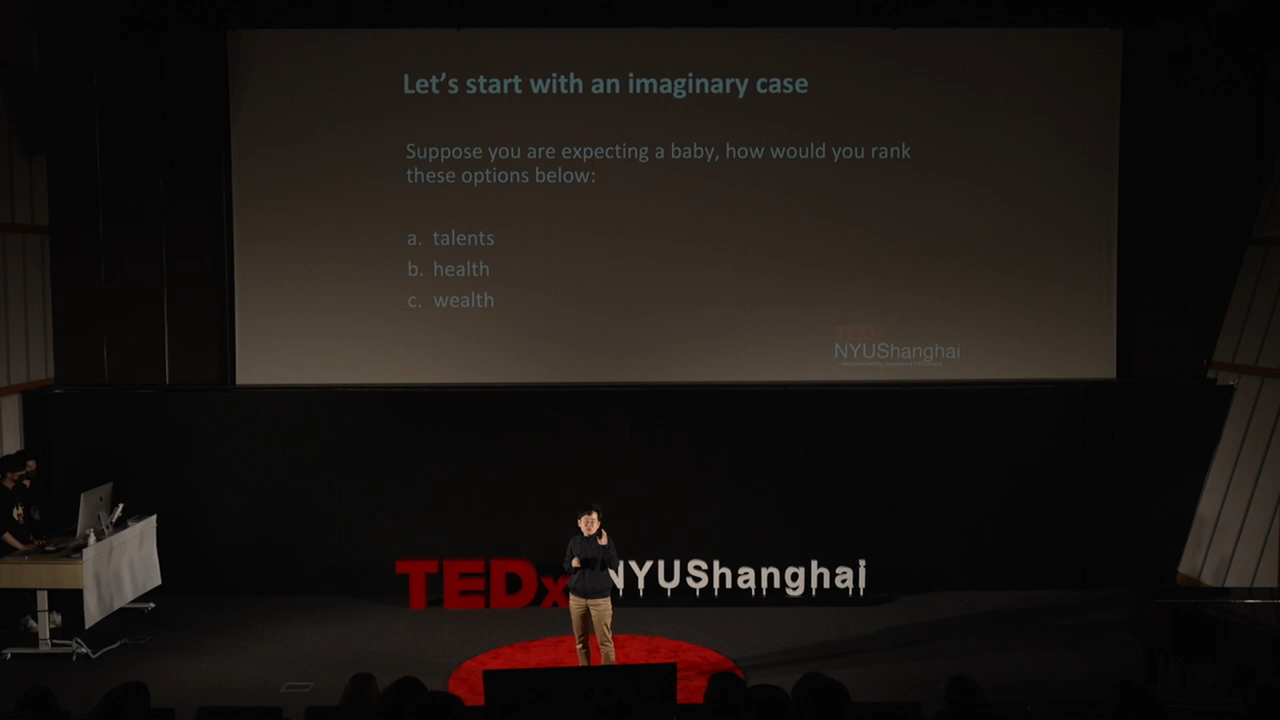 Let's start with an imaginary case
Suppose you are expecting a baby, how would you rank
these options below:
a. talents
b. health
c. wealth
TEDx
NYUShanghai
TEDx NYUShanghai